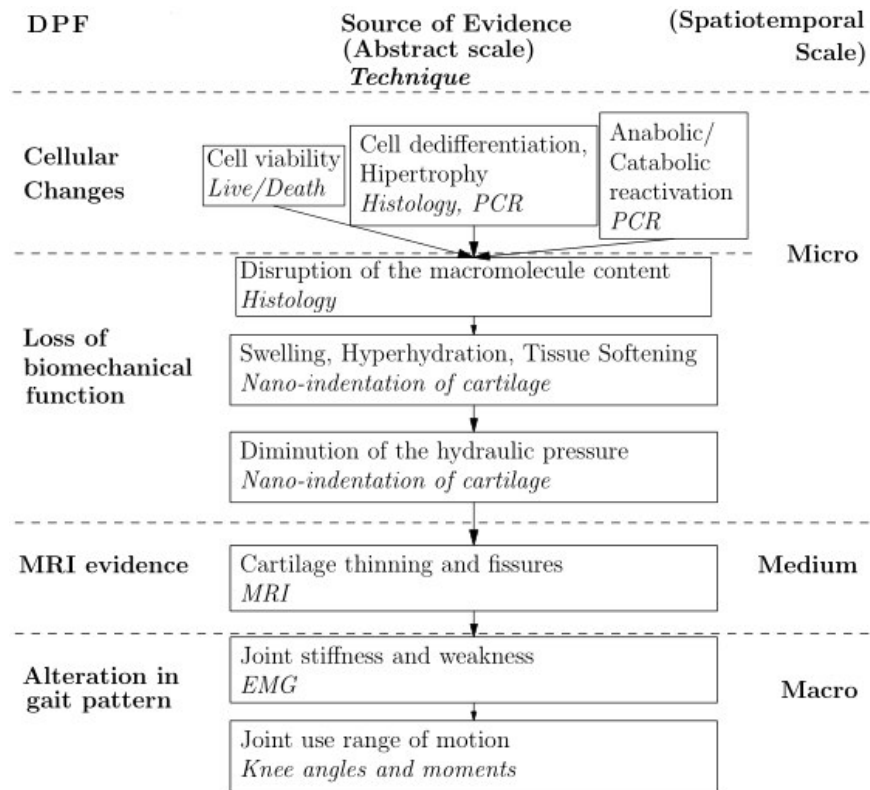 DPF
Source of Evidence
(Abstract scale)
Technique
(Spatiotemporal
Scale)
Cellular
Changes
Cell viability
Live/Death
Cell dedifferentiation,
Hipertrophy
Histology, PCR
Anabolic/
Catabolic
reactivation
PCR
Micro
Disruption of the macromolecule content
Histology
Loss of
biomechanical
function
Swelling, Hyperhydration, Tissue Softening
Nano-indentation of cartilage
Diminution of the hydraulic pressure
Nano-indentation of cartilage
MRI evidence
Cartilage thinning and fissures
MRI
Medium
Alteration in
gait pattern
Joint stiffness and weakness
EMG
Macro
Joint use range of motion
Knee angles and moments